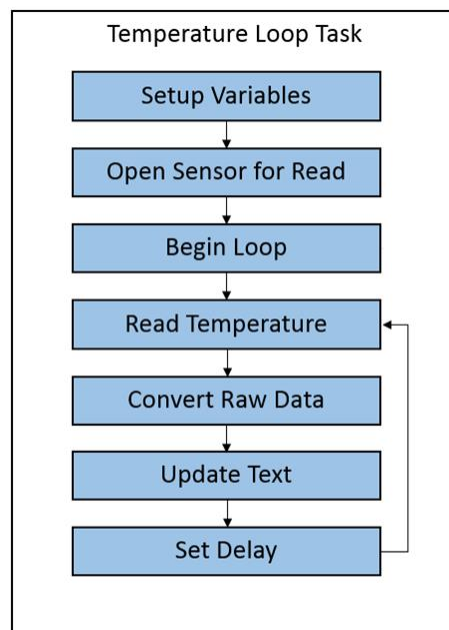 Temperature Loop Task
Setup Variables
Open Sensor for Read
Begin Loop
Read Temperature
Convert Raw Data
Update Text
Set Delay